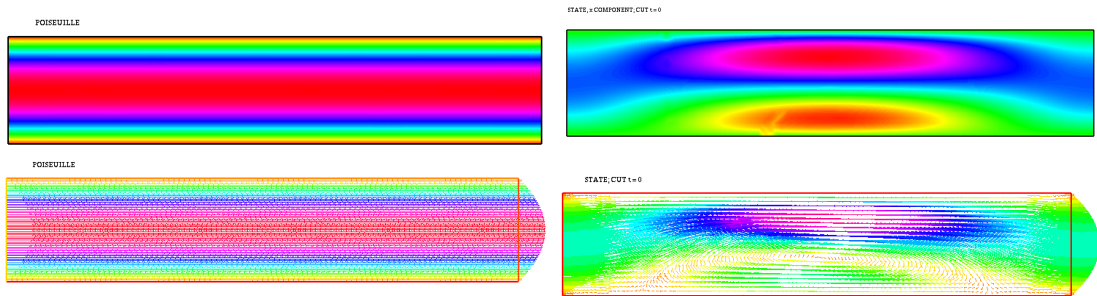 POISEUILLE
STATE; x COMPONENT; CUT t = 0
POISEUILLE
STATE; CUT t = 0